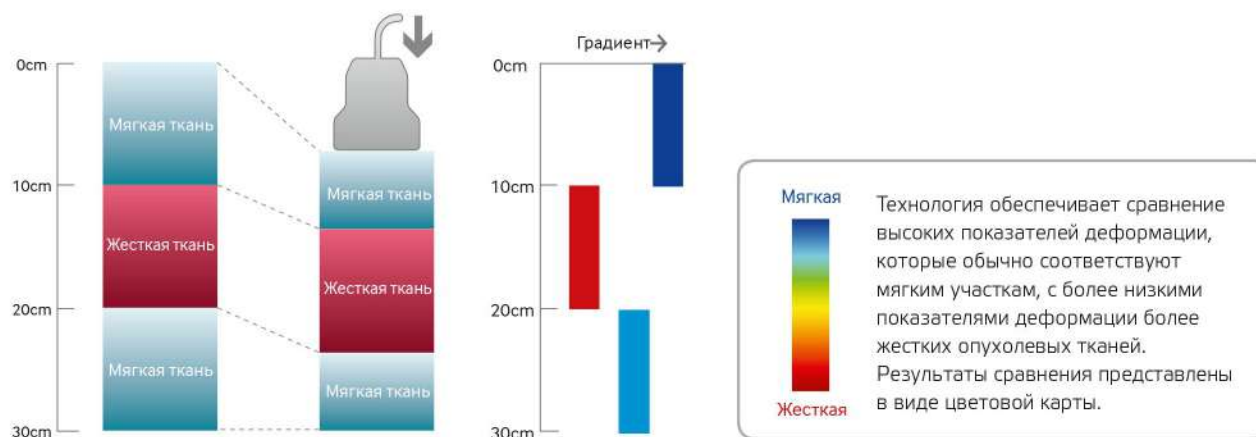 0cm
10cm
20cm
30cm
Мягкая ткань
Жесткая ткань
Мягкая ткань
Мягкая ткань
Жесткая ткань
Мягкая ткань
Градиент→
0cm
10cm
20cm
30cm
Мягкая
Жесткая
Технология обеспечивает сравнение
высоких показателей деформации,
которые обычно соответствуют
мягким участкам, с более низкими
показателями деформации более
жестких опухолевых тканей.
Результаты сравнения представлены
в виде цветовой карты.